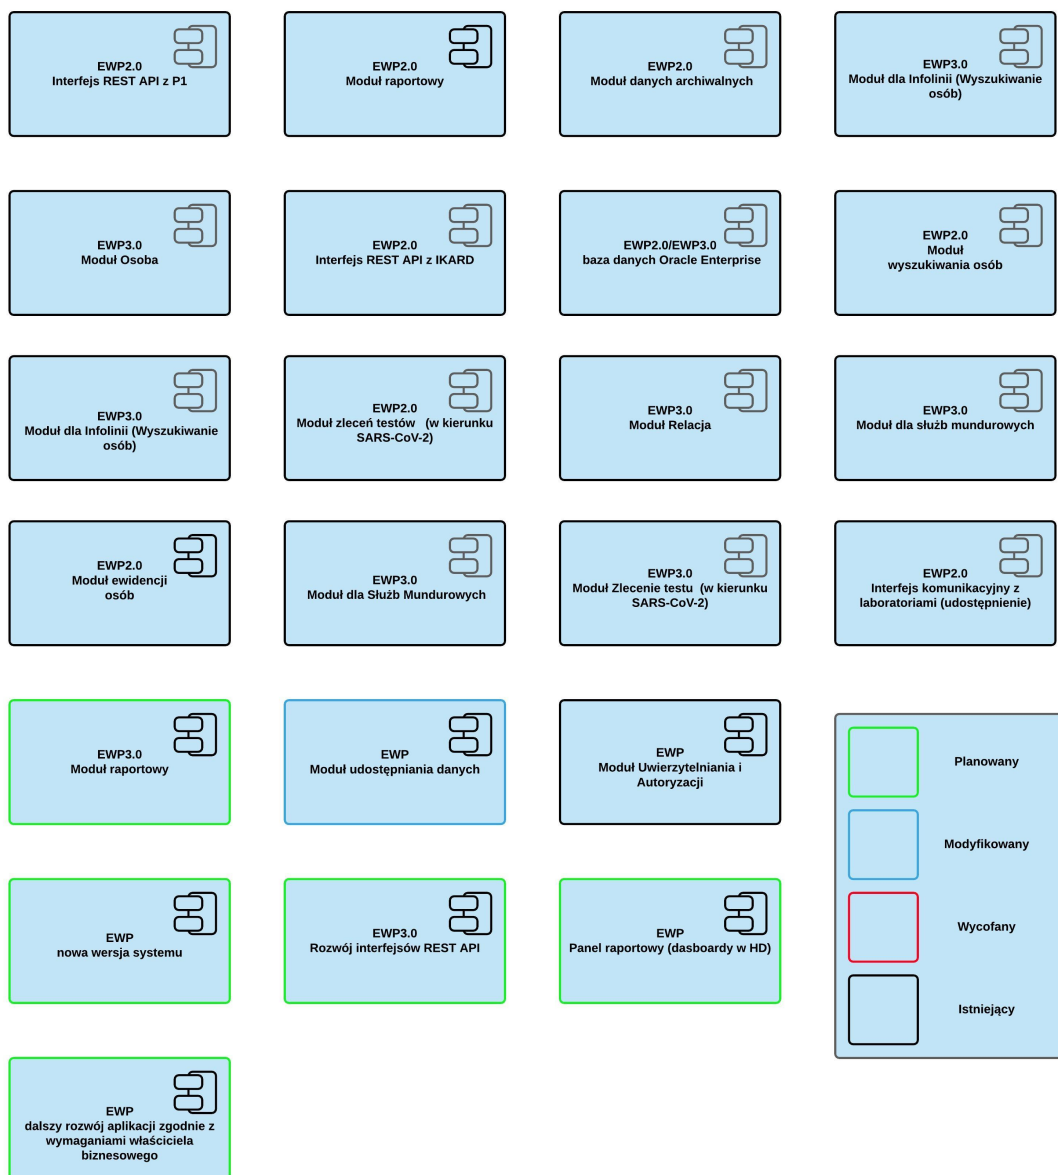 EWP2.0
Interfejs REST API z P1
EWP2.0
Moduł raportowy
EWP2.0
Moduł danych archiwalnych
EWP3.0
Moduł dla Infolinii (Wyszukiwanie
osób)
EWP3.0
Moduł Osoba
EWP2.0
Interfejs REST API z IKARD
EWP2.0/EWP3.0
baza danych Oracle Enterprise
EWP2.0
Moduł
wyszukiwania osób
EWP3.0
Moduł dla Infolinii (Wyszukiwanie
osób)
EWP2.0
Moduł zleceń testów (w kierunku
SARS-CoV-2)
EWP3.0
Moduł Relacja
EWP3.0
Moduł dla służb mundurowych
EWP2.0
Moduł ewidencji
osób
EWP3.0
Moduł dla Służb Mundurowych
EWP3.0
Moduł Zlecenie testu (w kierunku
SARS-CoV-2)
EWP2.0
Interfejs komunikacyjny z
laboratoriami (udostępnienie)
EWP3.0
Moduł raportowy
EWP
Moduł udostępniania danych
EWP
Moduł Uwierzytelniania i
Autoryzacji
Planowany
Modyfikowany
Wycofany
Istniejący
EWP
nowa wersja systemu
EWP3.0
Rozwój interfejsów REST API
EWP
Panel raportowy (dasboardy w HD)
EWP
dalszy rozwój aplikacji zgodnie z
wymaganiami właściciela
biznesowego